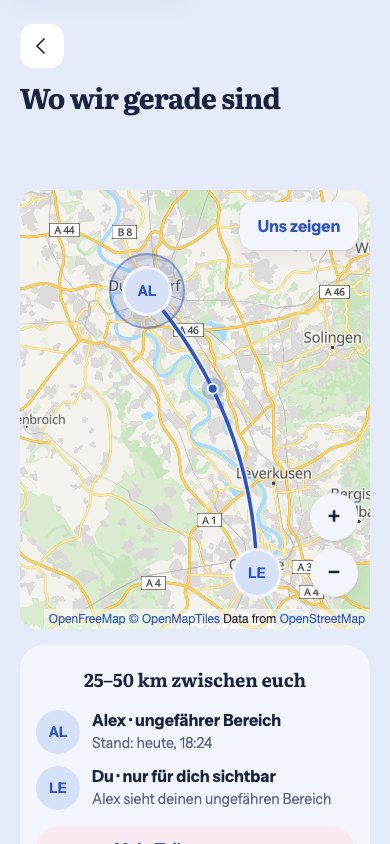 Wo wir gerade sind
A 44
B 8
Uns zeigen
AL
A 46
A 46
Solingen
Leverkusen
A 1
+
LE
−
A 4
A 4
OpenFreeMap © OpenMapTiles Data from OpenStreetMap
25–50 km zwischen euch
AL
Alex · ungefährer Bereich
Stand: heute, 18:24
LE
Du · nur für dich sichtbar
Alex sieht deinen ungefähren Bereich